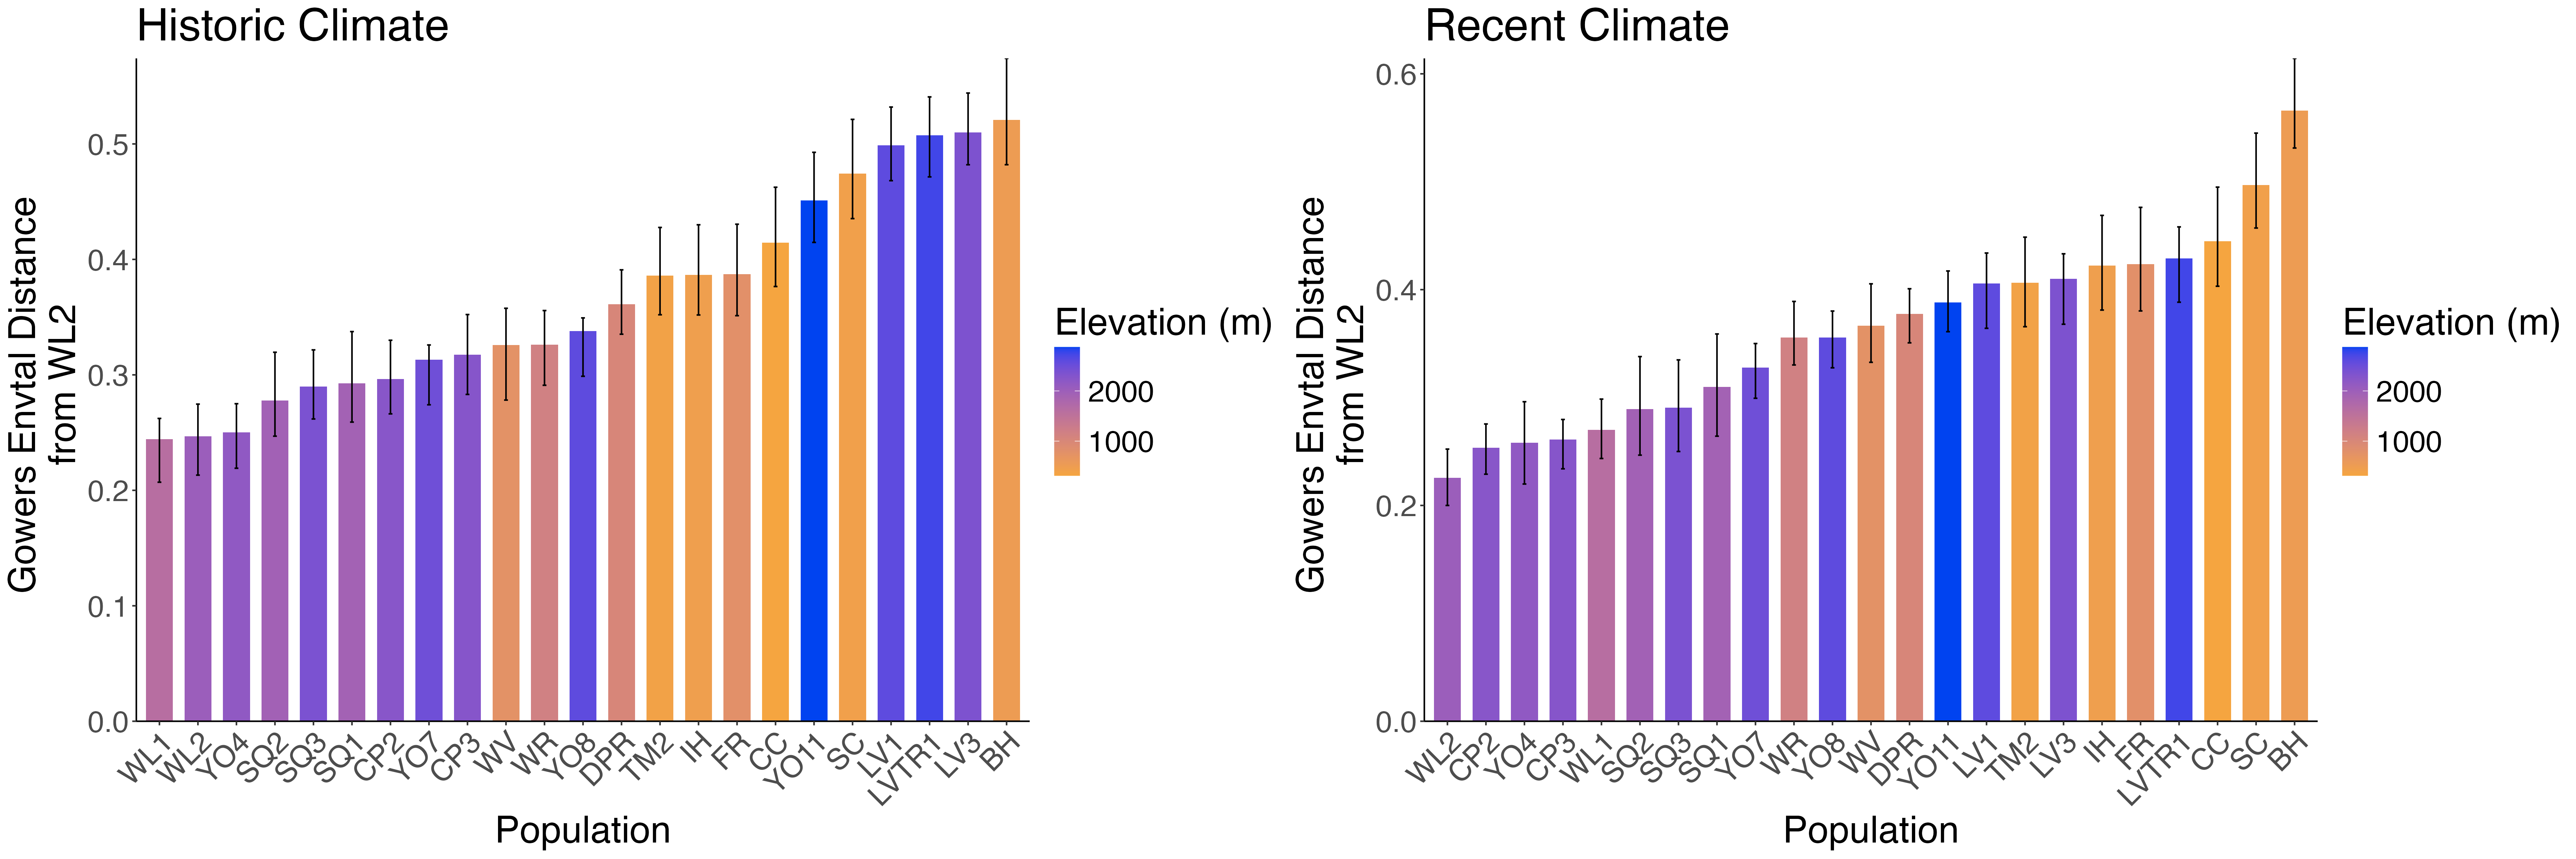 Historic Climate
Gowers Envtal Distance
from WL2
0.5
0.4
0.3
0.2
0.1
0.0
WL1 WL2 YO4 SQ2 SQ3 SQ1 CP2 YO7 CP3 WV WR YO8 DPR TM2 IH FR CC YO11 SC LV1 LVTR1 LV3 BH
Population
Elevation (m)
2000
1000
Recent Climate
Gowers Envtal Distance
from WL2
0.6
0.4
0.2
0.0
WL2 CP2 YO4 CP3 WL1 SQ2 SQ3 SQ1 YO7 WR YO8 WV DPR YO11 LV1 TM2 LV3 IH FR LVTR1 CC SC BH
Population
Elevation (m)
2000
1000